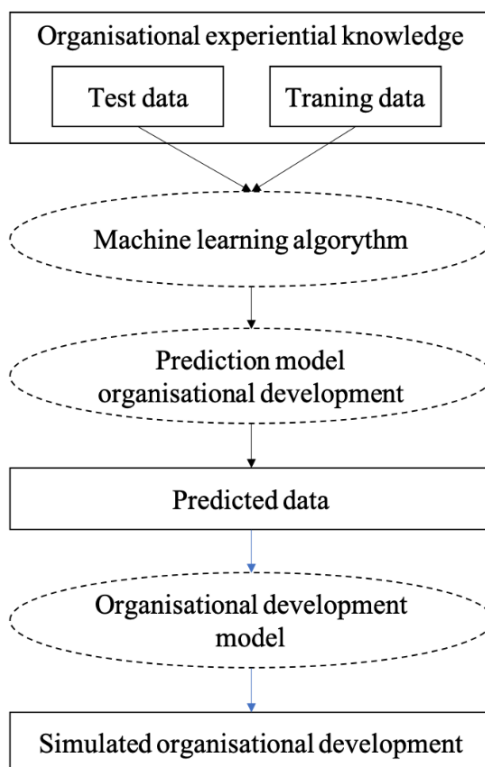 Organisational experiential knowledge
Test data
Traning data
Machine learning algorythm
Prediction model
organisational development
Predicted data
Organisational development
model
Simulated organisational development